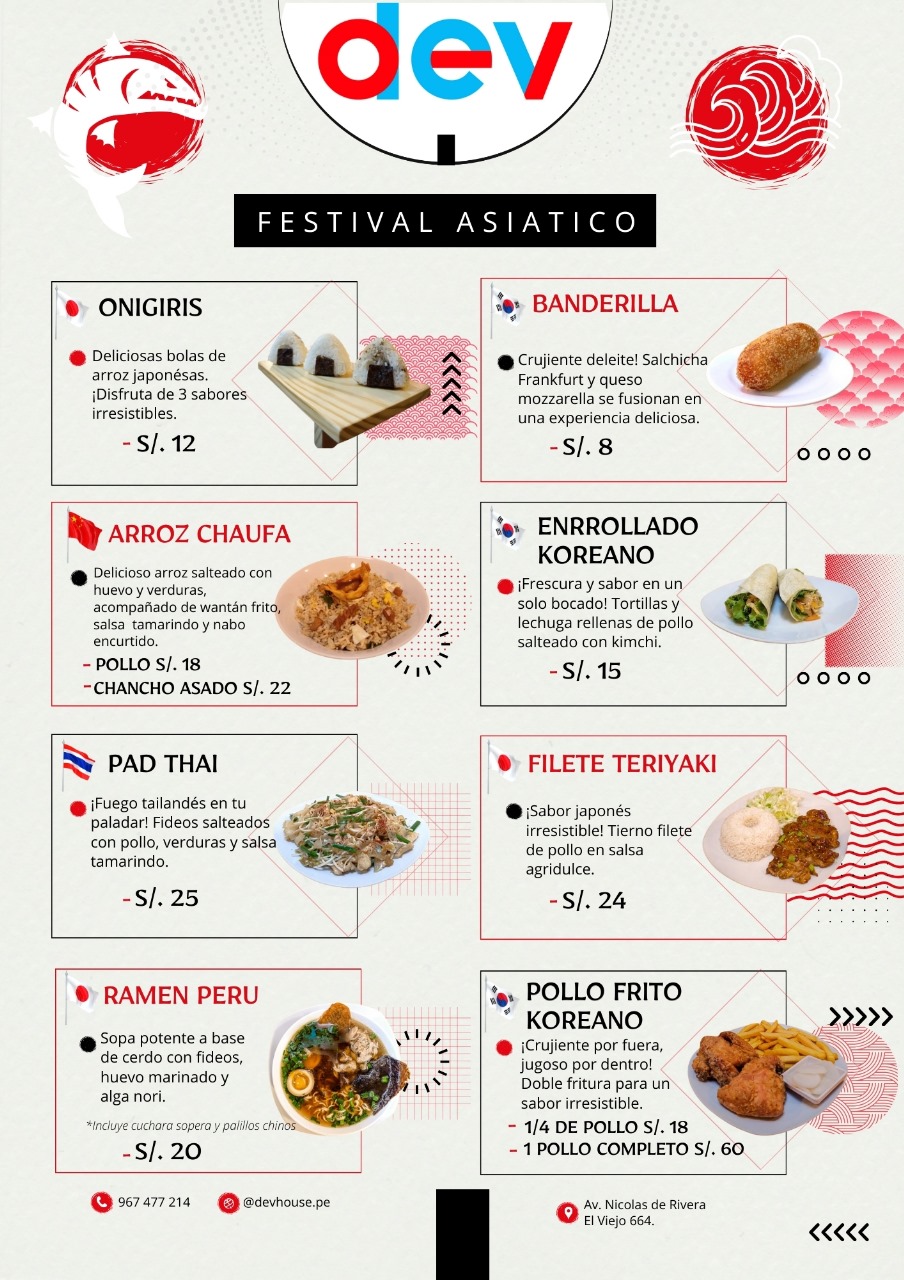 dev
FESTIVAL ASIATICO
ONIGIRIS
Deliciosas bolas de
arroz japonésas.
¡Disfruta de 3 sabores
irresistibles.
- S/. 12
BANDERILLA
Crujiente deleite! Salchicha
Frankfurt y queso
mozzarella se fusionan en
una experiencia deliciosa.
- S/. 8
ARROZ CHAUFA
Delicioso arroz salteado con
huevo y verduras,
acompañado de wantán frito,
salsa tamarindo y nabo
encurtido.
- POLLO S/. 18
- CHANCHO ASADO S/. 22
ENRROLLADO
KOREANO
¡Frescura y sabor en un
solo bocado! Tortillas y
lechuga rellenas de pollo
salteado con kimchi.
- S/. 15
PAD THAI
¡Fuego tailandés en tu
paladar! Fideos salteados
con pollo, verduras y salsa
tamarindo.
- S/. 25
FILETE TERIYAKI
¡Sabor japonés
irresistible! Tierno filete
de pollo en salsa
agridulce.
- S/. 24
RAMEN PERU
Sopa potente a base
de cerdo con fideos,
huevo marinado y
alga nori.
*Incluye cuchara sopera y palillos chinos
- S/. 20
POLLO FRITO
KOREANO
¡Crujiente por fuera,
jugoso por dentro!
Doble fritura para un
sabor irresistible.
- 1/4 DE POLLO S/. 18
- 1 POLLO COMPLETO S/. 60
967 477 214
@devhouse.pe
Av. Nicolas de Rivera
El Viejo 664.